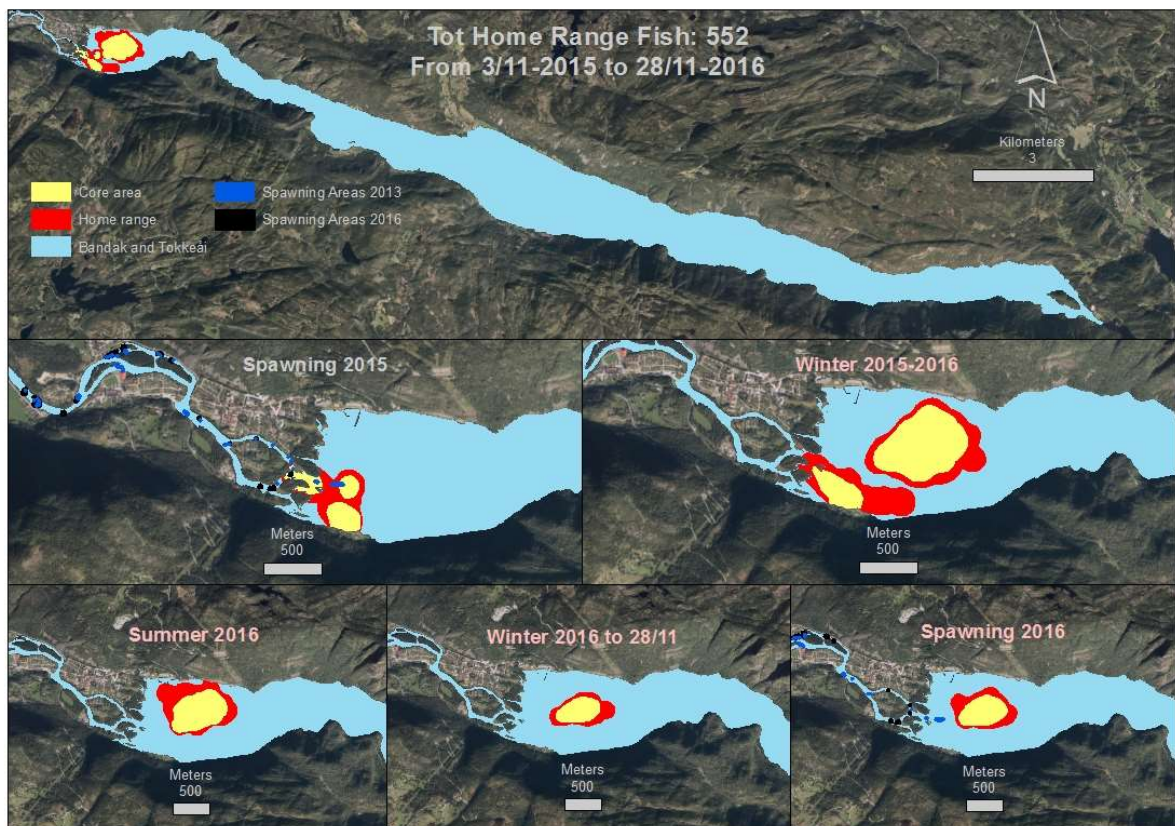 Tot Home Range Fish: 552
From 3/11-2015 to 28/11-2016
N
Kilometers
3
Core area
Spawning Areas 2013
Home range
Spawning Areas 2016
Bandak and Tokkeåi
Spawning 2015
Meters
500
Winter 2015-2016
Meters
500
Summer 2016
Meters
500
Winter 2016 to 28/11
Meters
500
Spawning 2016
Meters
500